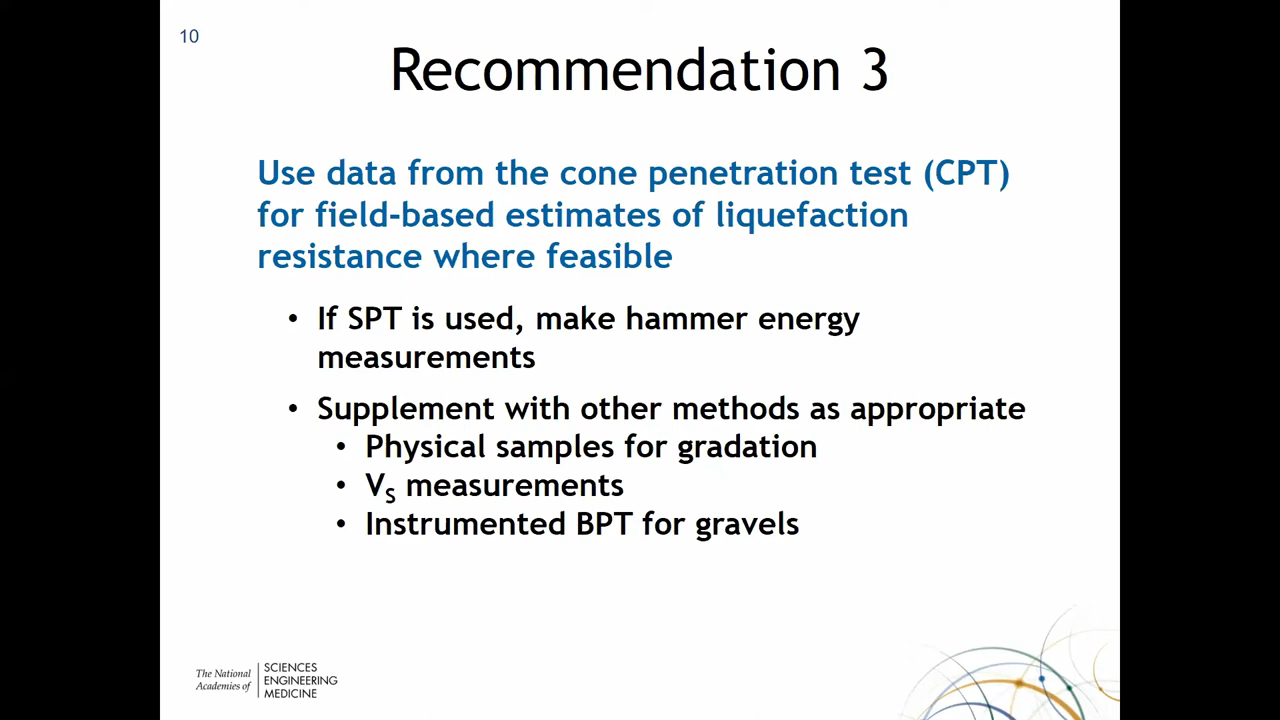 10
Recommendation 3
Use data from the cone penetration test (CPT)
for field-based estimates of liquefaction
resistance where feasible
• If SPT is used, make hammer energy
measurements
• Supplement with other methods as appropriate
• Physical samples for gradation
• VS measurements
• Instrumented BPT for gravels
The National
Academies of
SCIENCES
ENGINEERING
MEDICINE